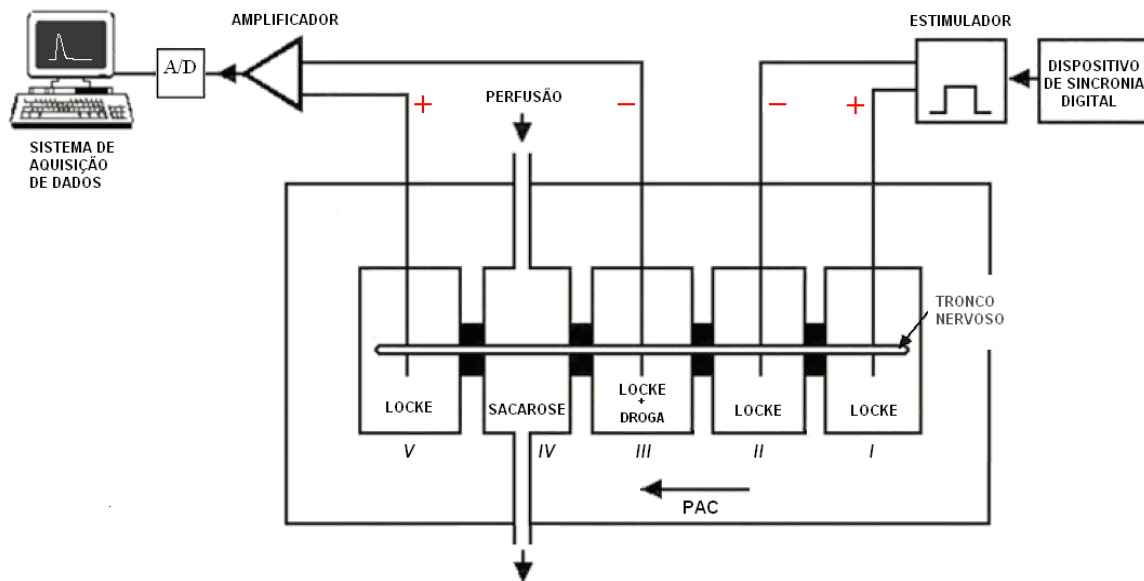 AMPLIFICADOR
ESTIMULADOR
A/D
DISPOSITIVO
DE SINCRONIA
DIGITAL
PERFUSÃO
+
−
−
+
SISTEMA DE
AQUISIÇÃO
DE DADOS
TRONCO
NERVOSO
LOCKE
SACAROSE
LOCKE
+
DROGA
LOCKE
LOCKE
V
IV
III
II
I
PAC